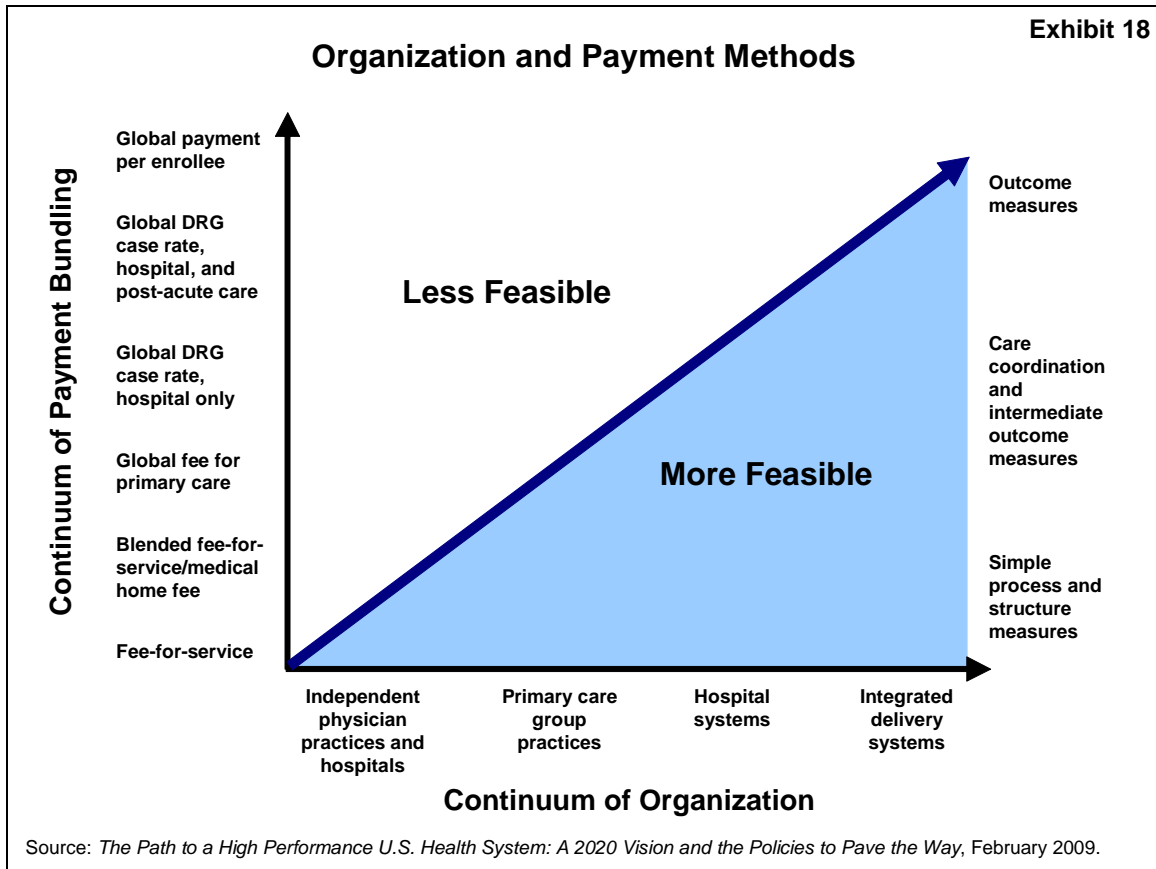 Exhibit 18
Organization and Payment Methods
Continuum of Payment Bundling
Global payment
per enrollee
Global DRG
case rate,
hospital, and
post-acute care
Global DRG
case rate,
hospital only
Global fee for
primary care
Blended fee-for-
service/medical
home fee
Fee-for-service
Less Feasible
More Feasible
Outcome
measures
Care
coordination
and
intermediate
outcome
measures
Simple
process and
structure
measures
Independent
physician
practices and
hospitals
Primary care
group
practices
Hospital
systems
Integrated
delivery
systems
Continuum of Organization
Source: The Path to a High Performance U.S. Health System: A 2020 Vision and the Policies to Pave the Way, February 2009.